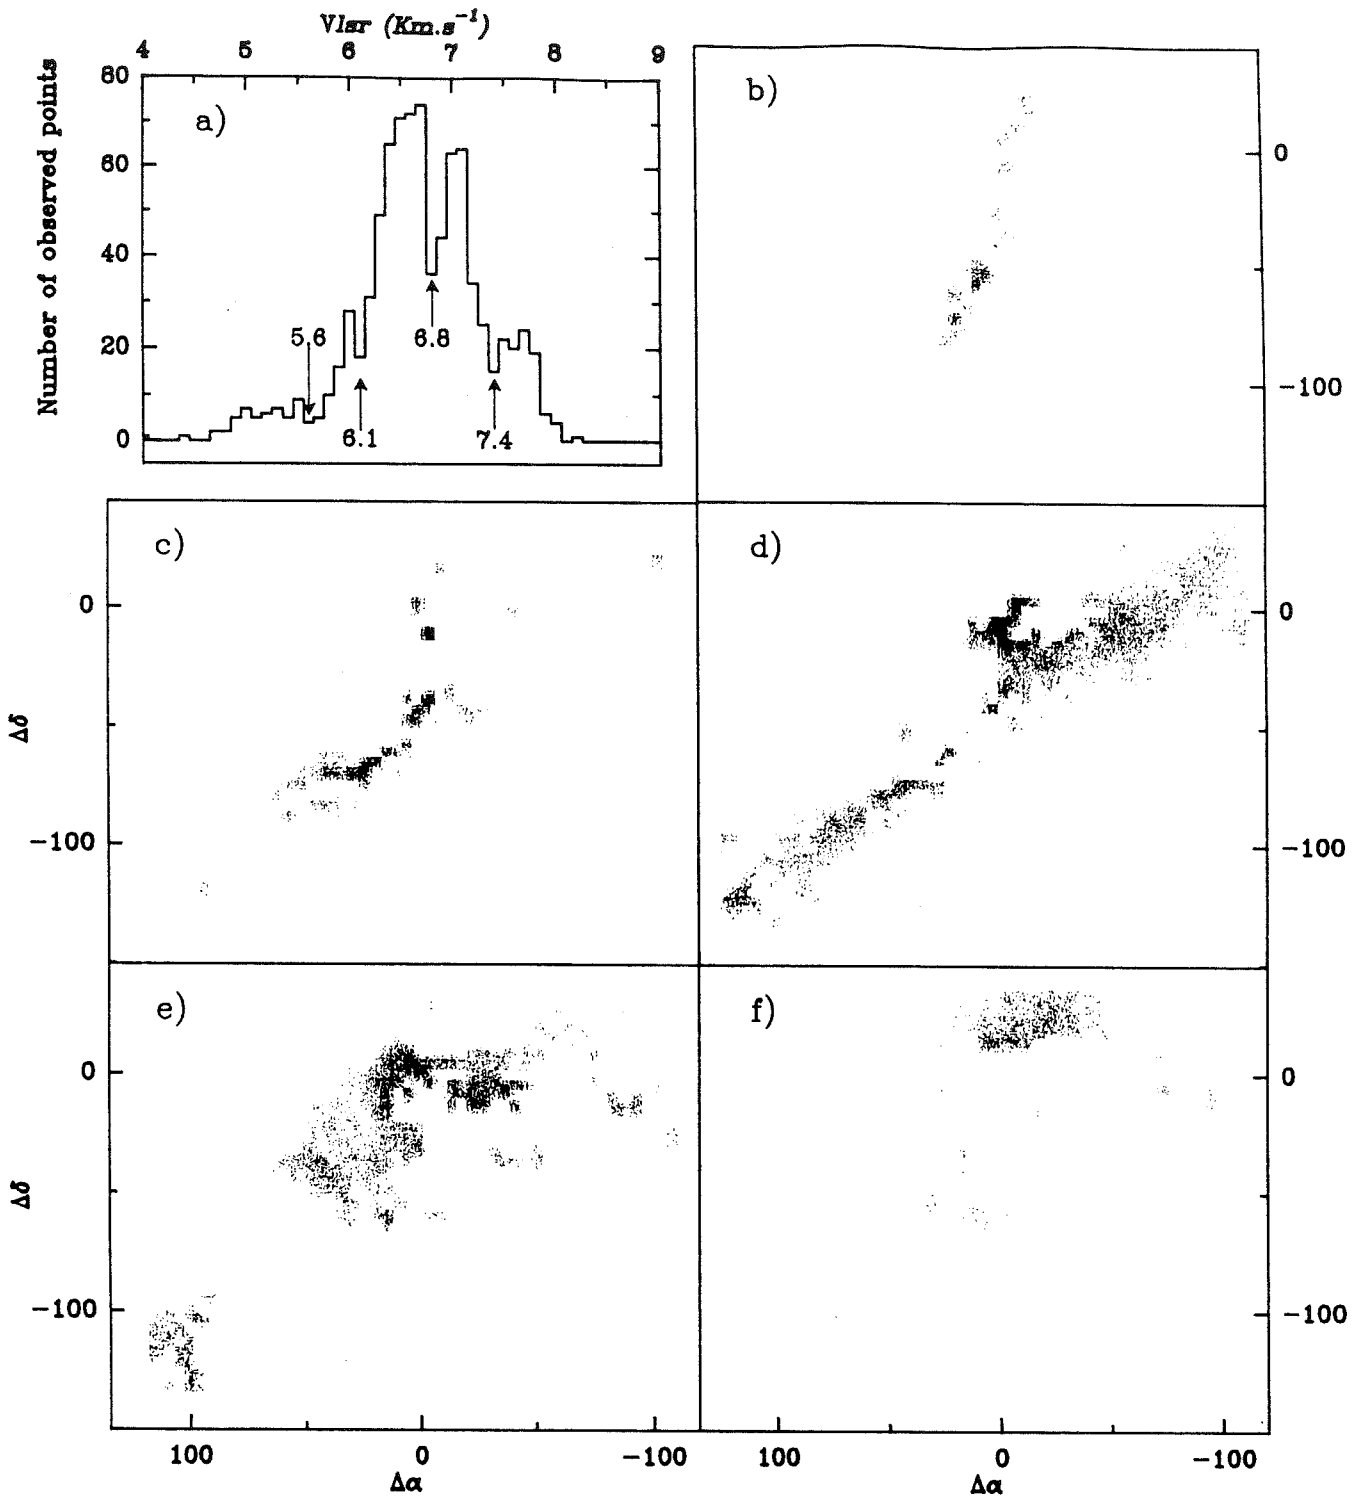 Vlsr (Km.s⁻¹)
4 5 6 7 8 9
Number of observed points
80
60
40
20
0
a)
5.6
6.8
6.1
7.4
b)
0
-100
c)
0
-100
Δδ
d)
0
-100
e)
0
-100
Δδ
f)
0
-100
100 0 -100
Δα
100 0 -100
Δα